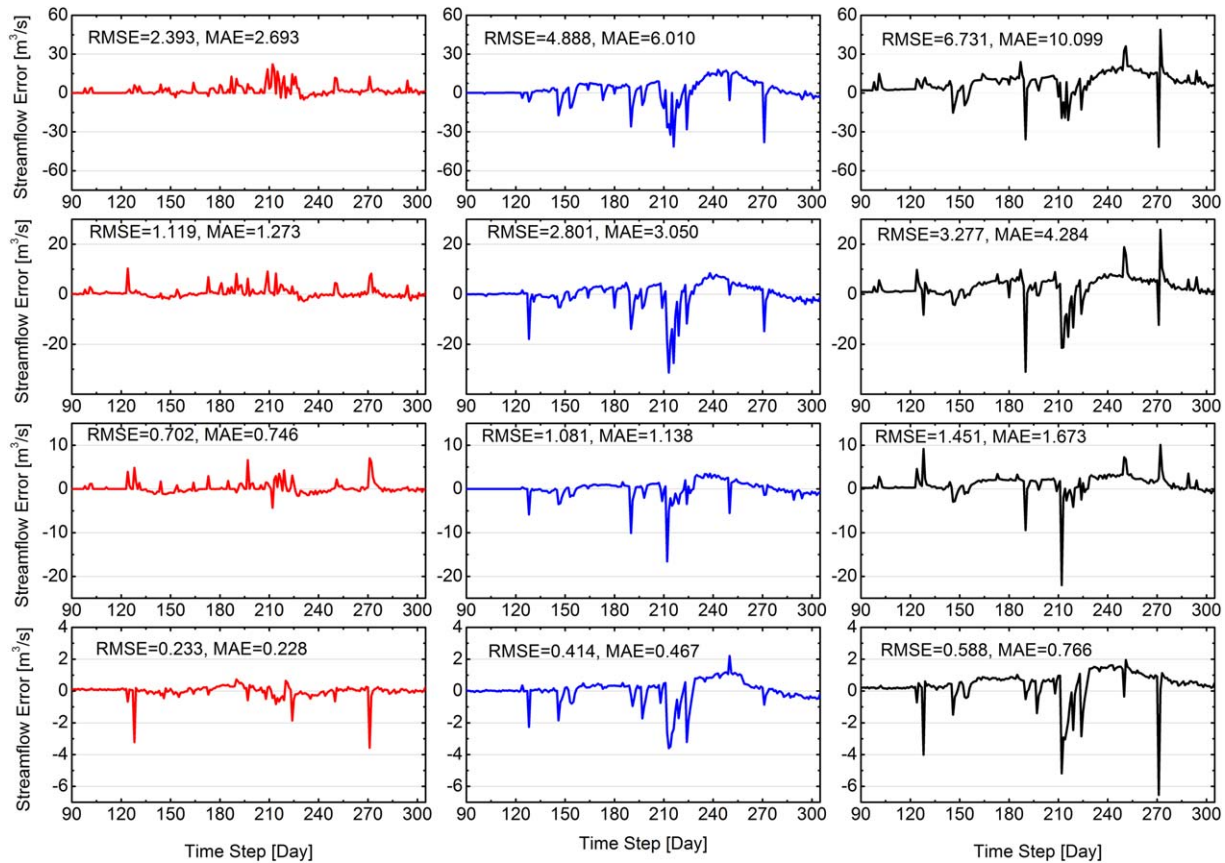 RMSE=2.393, MAE=2.693
RMSE=4.888, MAE=6.010
RMSE=6.731, MAE=10.099
Streamflow Error [m³/s]
60
30
0
-30
-60
60
30
0
-30
-60
60
30
0
-30
-60
90 120 150 180 210 240 270 300
90 120 150 180 210 240 270 300
90 120 150 180 210 240 270 300
RMSE=1.119, MAE=1.273
RMSE=2.801, MAE=3.050
RMSE=3.277, MAE=4.284
Streamflow Error [m³/s]
20
0
-20
20
0
-20
20
0
-20
90 120 150 180 210 240 270 300
90 120 150 180 210 240 270 300
90 120 150 180 210 240 270 300
RMSE=0.702, MAE=0.746
RMSE=1.081, MAE=1.138
RMSE=1.451, MAE=1.673
Streamflow Error [m³/s]
10
0
-10
-20
10
0
-10
-20
10
0
-10
-20
90 120 150 180 210 240 270 300
90 120 150 180 210 240 270 300
90 120 150 180 210 240 270 300
RMSE=0.233, MAE=0.228
RMSE=0.414, MAE=0.467
RMSE=0.588, MAE=0.766
Streamflow Error [m³/s]
4
2
0
-2
-4
-6
4
2
0
-2
-4
-6
4
2
0
-2
-4
-6
90 120 150 180 210 240 270 300
90 120 150 180 210 240 270 300
90 120 150 180 210 240 270 300
Time Step [Day]
Time Step [Day]
Time Step [Day]